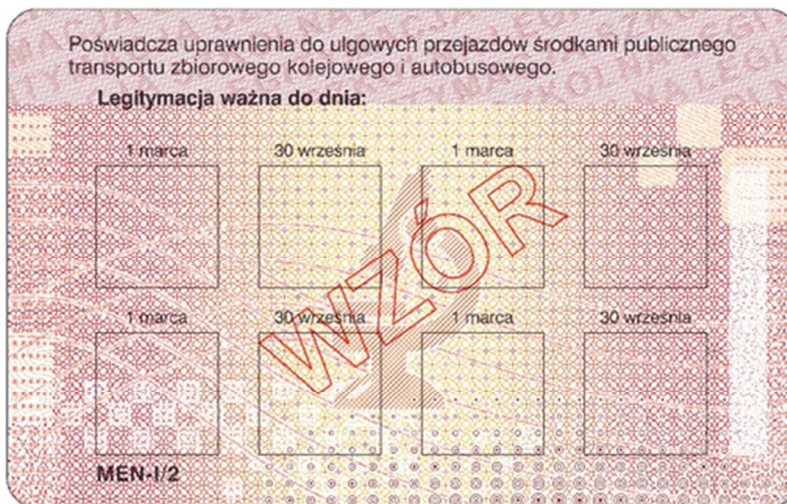 Poświadcza uprawnienia do ulgowych przejazdów środkami publicznego
transportu zbiorowego kolejowego i autobusowego.
Legitymacja ważna do dnia:
1 marca 30 września 1 marca 30 września
WZÓR
1 marca 30 września 1 marca 30 września
MEN-I/2